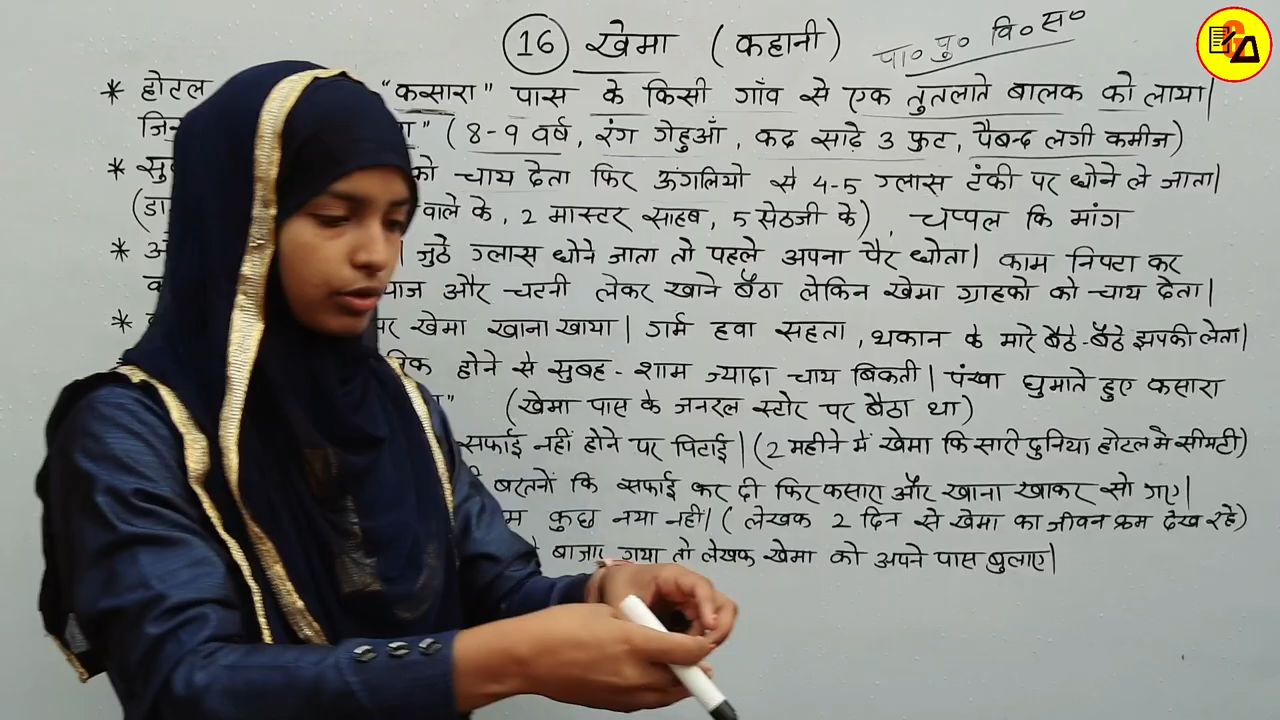 16 खेमा (कहानी) पा० पु० वि० स०
* होटल "कसारा" पास के किसी गाँव से एक तुतलाते बालक को लाया|
(8-9 वर्ष, रंग गेहुआँ, कद साढे 3 फुट, पैबन्द लगी कमीज)
* को चाय देता फिर ऊंगलियो से 4-5 ग्लास टंकी पर धोने ले जाता|
वाले के, 2 मास्टर साहब, 5 सेठजी के), चप्पल कि मांग
* जुठे ग्लास धोने जाता तो पहले अपना पैर धोता| काम निपटा कर
और चटनी लेकर खाने बैठा लेकिन खेमा ग्राहको को चाय देता|
* पर खेमा खाना खाया| गर्म हवा सहता, थकान के मारे बैठे-बैठे झपकी लेता|
होने से सुबह-शाम ज्यादा चाय बिकती| पंखा घुमाते हुए कसारा
(खेमा पास के जनरल स्टोर पर बैठा था)
सफाई नहीं होने पर पिटाई| (2 महीने में खेमा कि सारी दुनिया होटल मे सीमटी)
बरतनों कि सफाई कर दी फिर कसारा और खाना खाकर सो गए|
कुछ नया नहीं| (लेखक 2 दिन से खेमा का जीवन क्रम देख रहे)
बाजार गया तो लेखक खेमा को अपने पास बुलाए|